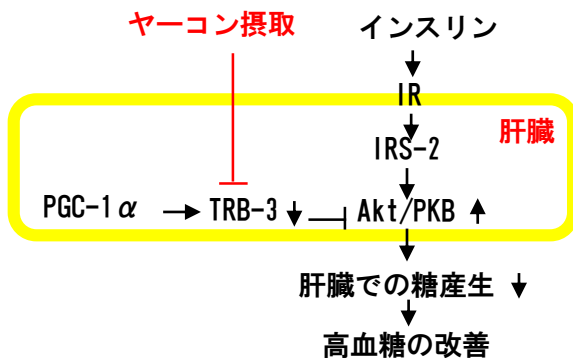 ヤーコン摂取
インスリン
IR
肝臓
IRS-2
PGC-1α → TRB-3 ↓ Akt/PKB ↑
肝臓での糖産生 ↓
高血糖の改善